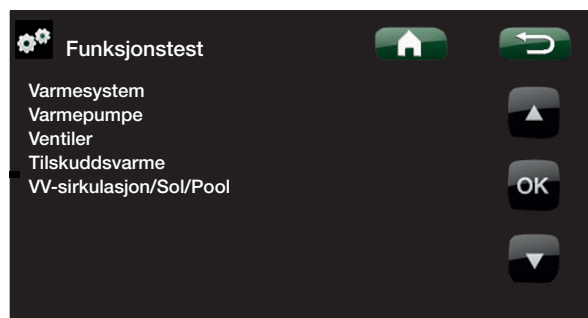 Funksjonstest
Varmesystem
Varmepumpe
Ventiler
Tilskuddsvarme
VV-sirkulasjon/Sol/Pool
OK